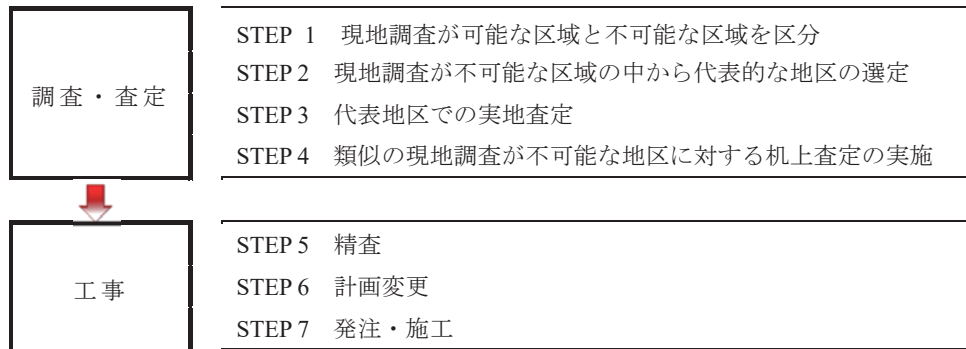 調査・査定
STEP 1 現地調査が可能な区域と不可能な区域を区分
STEP 2 現地調査が不可能な区域の中から代表的な地区の選定
STEP 3 代表地区での実地査定
STEP 4 類似の現地調査が不可能な地区に対する机上査定の実施
工事
STEP 5 精査
STEP 6 計画変更
STEP 7 発注・施工